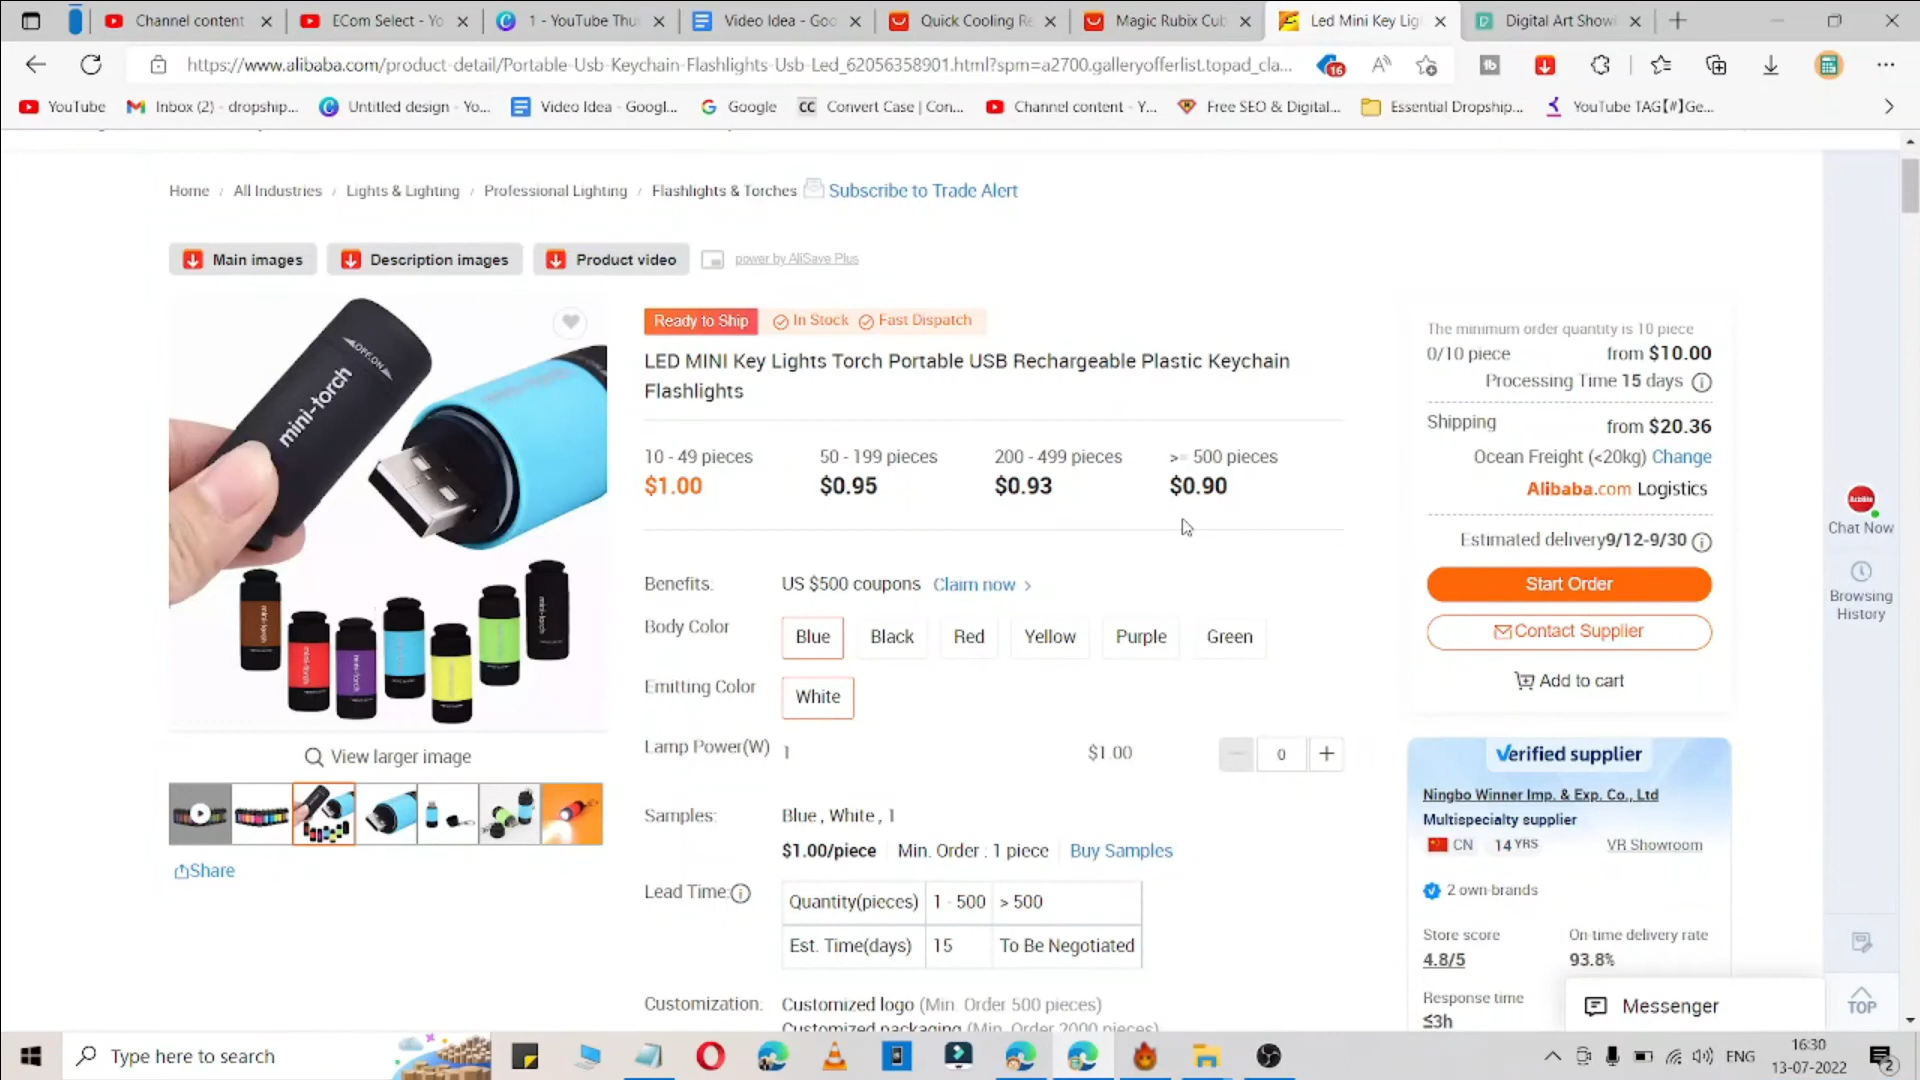 Channel content
ECom Select - Yo
1 - YouTube Thu
Video Idea - Goo
Quick Cooling Re
Magic Rubix Cub
Led Mini Key Lig
Digital Art Showi
https://www.alibaba.com/product-detail/Portable-Usb-Keychain-Flashlights-Usb-Led_62056358901.html?spm=a2700.galleryofferlist.topad_cla...
16
YouTube
Inbox (2) - dropship...
Untitled design - Yo...
Video Idea - Googl...
Google
CC Convert Case | Con...
Channel content - Y...
Free SEO & Digital...
Essential Dropship...
YouTube TAG【#】Ge...
Home / All Industries / Lights & Lighting / Professional Lighting / Flashlights & Torches Subscribe to Trade Alert
Main images
Description images
Product video
power by AliSave Plus
OFF.ON
mini-torch
Ready to Ship In Stock Fast Dispatch
LED MINI Key Lights Torch Portable USB Rechargeable Plastic Keychain
Flashlights
10 - 49 pieces 50 - 199 pieces 200 - 499 pieces >= 500 pieces
$1.00 $0.95 $0.93 $0.90
Benefits: US $500 coupons Claim now >
Body Color Blue Black Red Yellow Purple Green
Emitting Color White
Lamp Power(W) 1 $1.00 0 +
Samples: Blue , White , 1
$1.00/piece Min. Order : 1 piece Buy Samples
Lead Time:
Quantity(pieces) 1 - 500 > 500
Est. Time(days) 15 To Be Negotiated
Customization: Customized logo (Min. Order 500 pieces)
Customized packaging (Min. Order 2000 pieces)
View larger image
Share
The minimum order quantity is 10 piece
0/10 piece from $10.00
Processing Time 15 days
Shipping from $20.36
Ocean Freight (<20kg) Change
Alibaba.com Logistics
Estimated delivery9/12-9/30
Start Order
Contact Supplier
Add to cart
Verified supplier
Ningbo Winner Imp. & Exp. Co., Ltd
Multispecialty supplier
CN 14 YRS VR Showroom
2 own-brands
Store score On-time delivery rate
4.8/5 93.8%
Response time
≤3h
Messenger
Chat Now
Browsing
History
TOP
Type here to search
ENG
16:30
13-07-2022
2